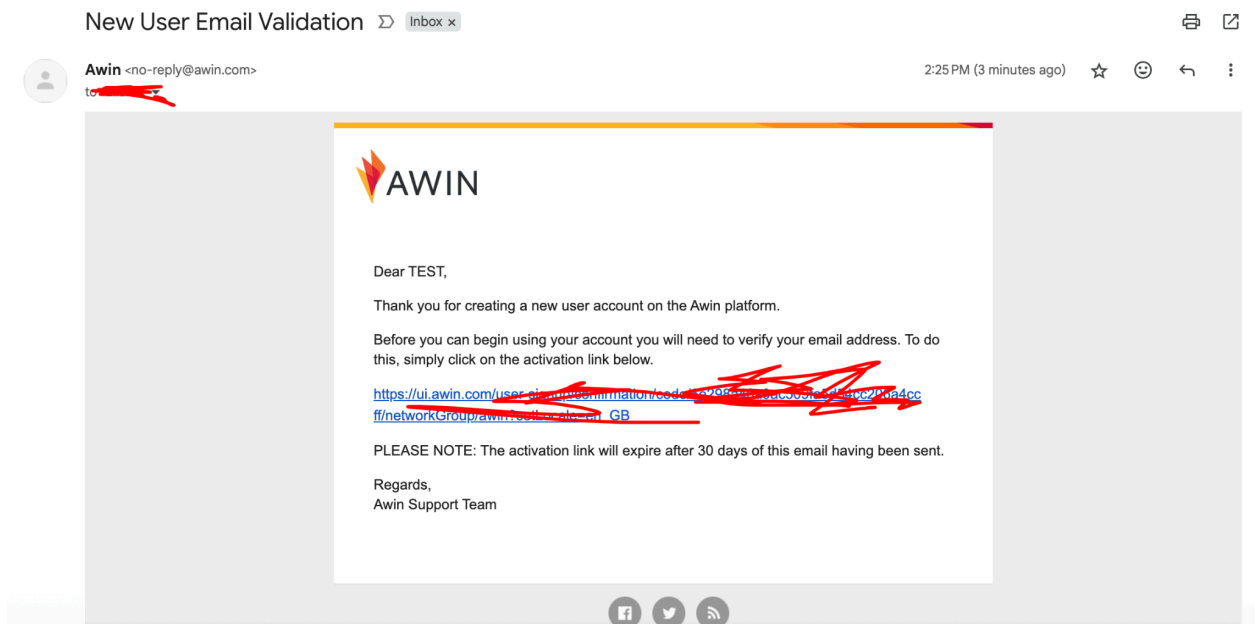 New User Email Validation Inbox x
Awin <no-reply@awin.com> 2:25 PM (3 minutes ago)
to
AWIN
Dear TEST,
Thank you for creating a new user account on the Awin platform.
Before you can begin using your account you will need to verify your email address. To do
this, simply click on the activation link below.
https://ui.awin.com/
ff/networkGroup/awin GB
PLEASE NOTE: The activation link will expire after 30 days of this email having been sent.
Regards,
Awin Support Team